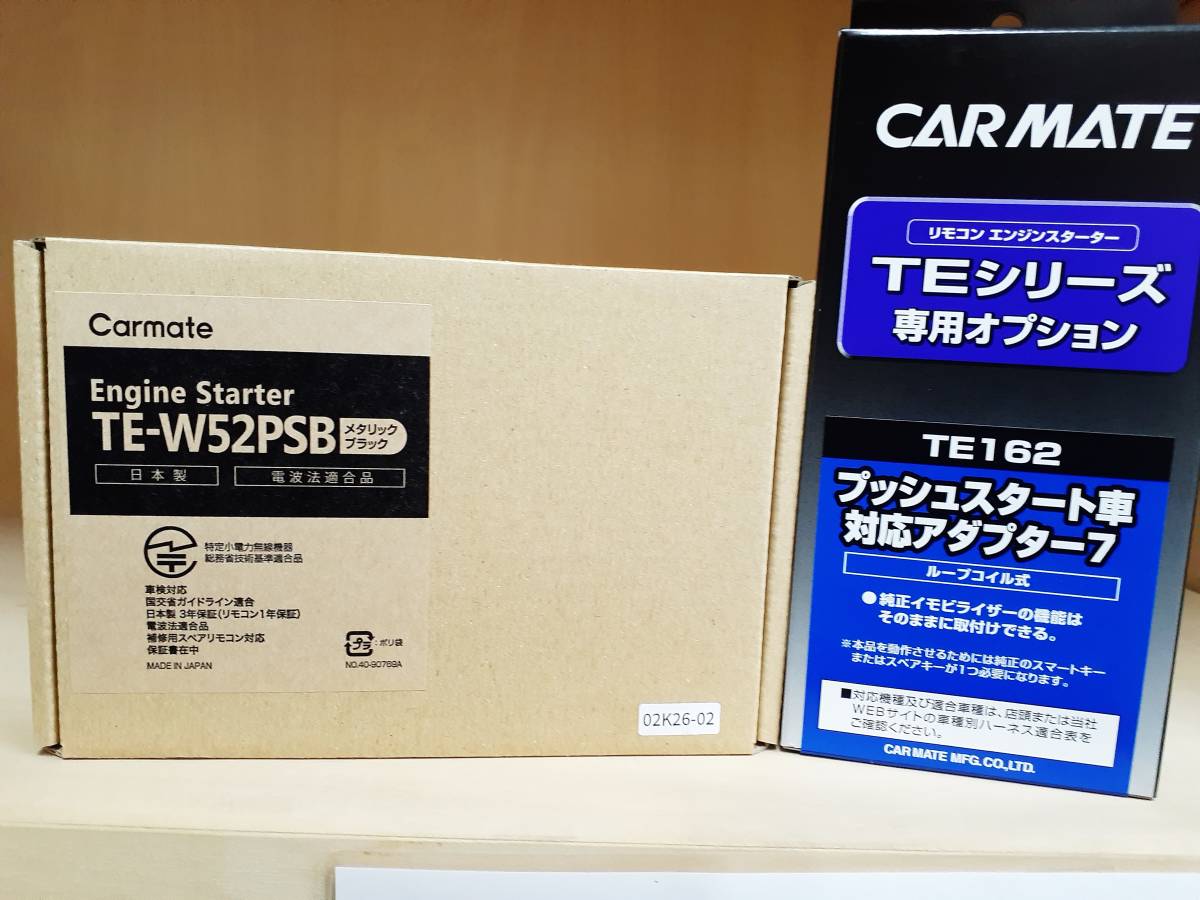 Carmate
Engine Starter
TE-W52PSB
メタリック
ブラック
日本製
電波法適合品
特定小電力無線機器
総務省技術基準適合品
車検対応
国交省ガイドライン適合
日本製 3年保証(リモコン1年保証)
電波法適合品
補修用スペアリモコン対応
保証書在中
MADE IN JAPAN
プラ
:ポリ袋
NO.40-90769A
02K26-02
CARMATE
リモコン エンジンスターター
TEシリーズ
専用オプション
TE162
プッシュスタート車
対応アダプター7
ループコイル式
●純正イモビライザーの機能は
そのままに取付けできる。
※本品を動作させるためには純正のスマートキー
またはスペアキーが1つ必要になります。
■対応機種及び適合車種は、店頭または当社
WEBサイトの車種別ハーネス適合表を
ご確認ください。
CAR MATE MFG.CO.,LTD.